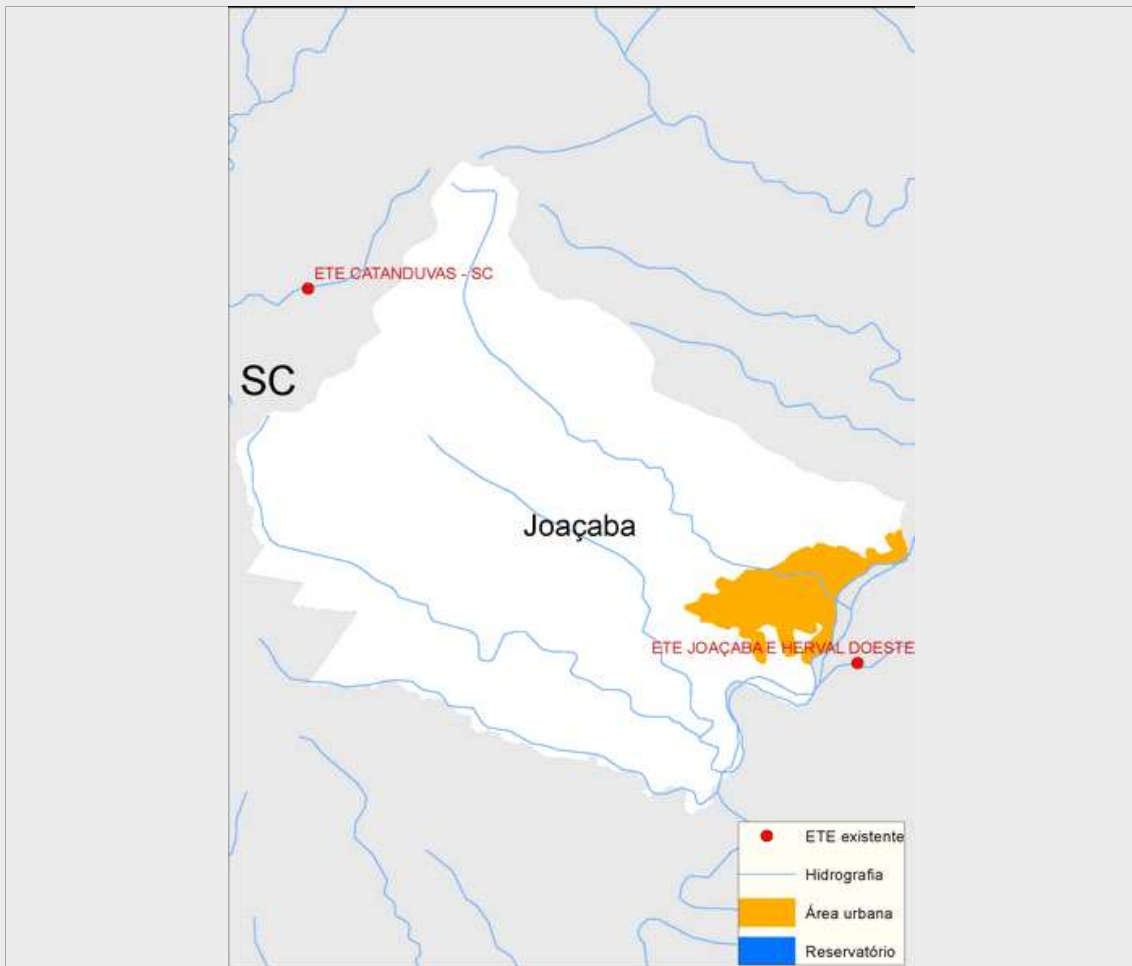 ETE CATANDUVAS - SC
SC
Joaçaba
ETE JOAÇABA E HERVAL DOESTE
ETE existente
Hidrografia
Área urbana
Reservatório